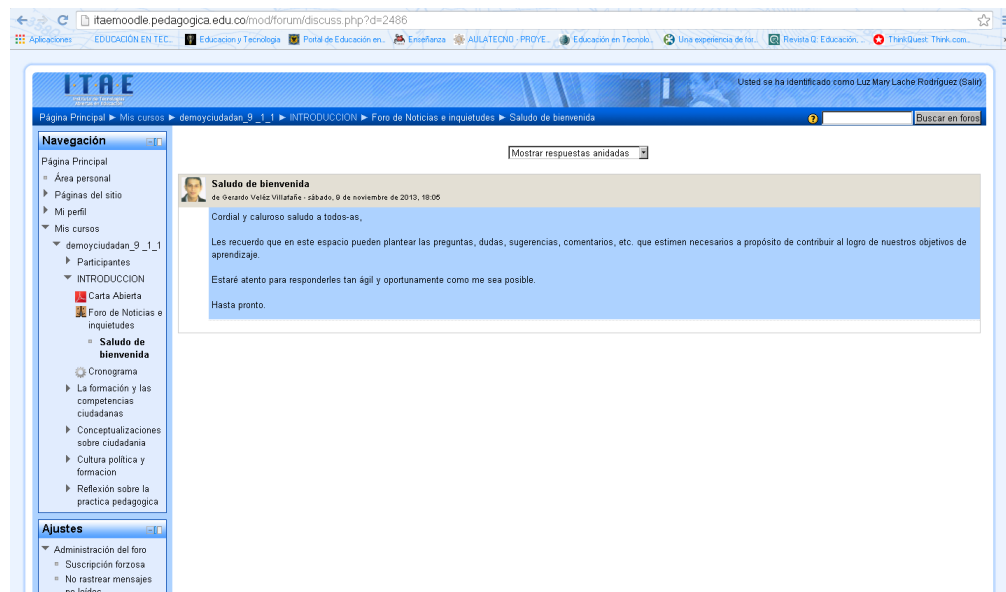 itaemoodle.pedagogica.edu.co/mod/forum/discuss.php?d=2486
Aplicaciones EDUCACIÓN EN TEC.. Educacion y Tecnologia Portal de Educación en.. Enseñanza AULATECNO - PROYE.. Educación en Tecnolo.. Una experiencia de for.. Revista Q: Educación, .. ThinkQuest: Think.com..
ITAE
Usted se ha identificado como Luz Mary Lache Rodríguez (Salir)
Página Principal ► Mis cursos ► demoyciudadan_9 _1_1 ► INTRODUCCION ► Foro de Noticias e inquietudes ► Saludo de bienvenida
Buscar en foros
Navegación
Página Principal
Área personal
Páginas del sitio
Mi perfil
Mis cursos
demoyciudadan_9 _1_1
Participantes
INTRODUCCION
Carta Abierta
Foro de Noticias e
inquietudes
Saludo de
bienvenida
Cronograma
La formación y las
competencias
ciudadanas
Conceptualizaciones
sobre ciudadania
Cultura política y
formacion
Reflexión sobre la
practica pedagogica
Ajustes
Administración del foro
Suscripción forzosa
No rastrear mensajes
no leídos
Mostrar respuestas anidadas
Saludo de bienvenida
de Gerardo Veléz Villafañe - sábado, 9 de noviembre de 2013, 18:05
Cordial y caluroso saludo a todos-as,
Les recuerdo que en este espacio pueden plantear las preguntas, dudas, sugerencias, comentarios, etc. que estimen necesarios a propósito de contribuir al logro de nuestros objetivos de
aprendizaje.
Estaré atento para responderles tan ágil y oportunamente como me sea posible.
Hasta pronto.